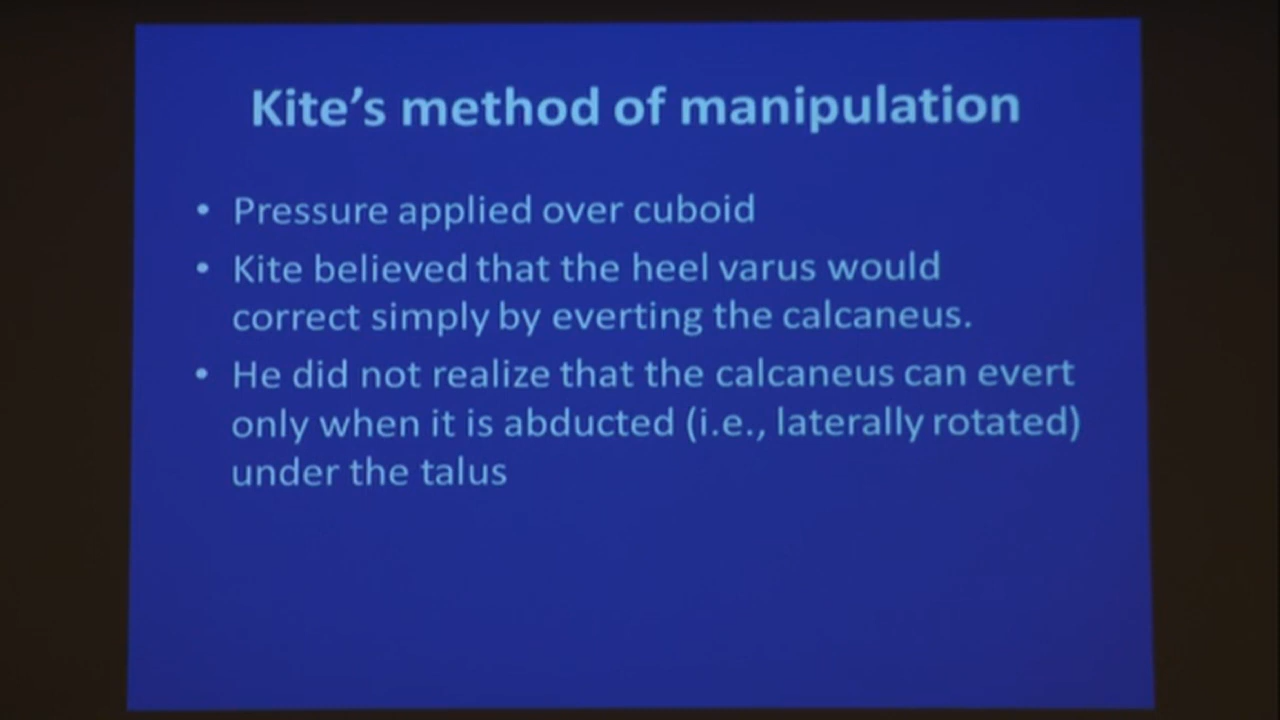 Kite's method of manipulation
• Pressure applied over cuboid
• Kite believed that the heel varus would
correct simply by everting the calcaneus.
• He did not realize that the calcaneus can evert
only when it is abducted (i.e., laterally rotated)
under the talus